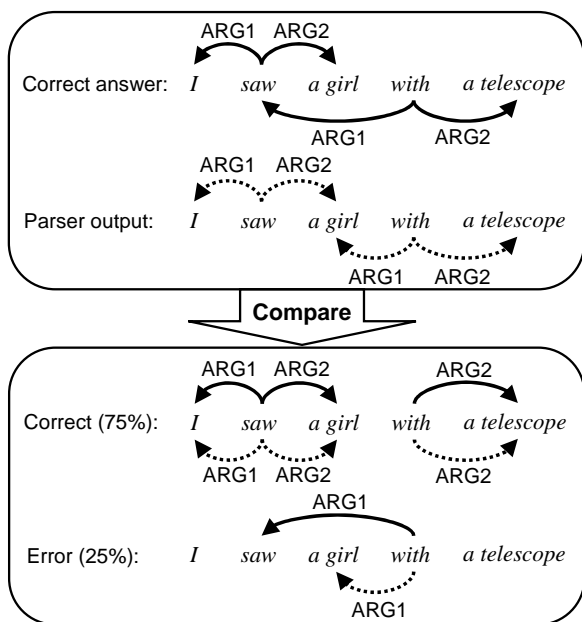 ARG1 ARG2
Correct answer: I saw a girl with a telescope
ARG1 ARG2
ARG1 ARG2
Parser output: I saw a girl with a telescope
ARG1 ARG2
Compare
ARG1 ARG2 ARG2
Correct (75%): I saw a girl with a telescope
ARG1 ARG2 ARG2
ARG1
Error (25%): I saw a girl with a telescope
ARG1